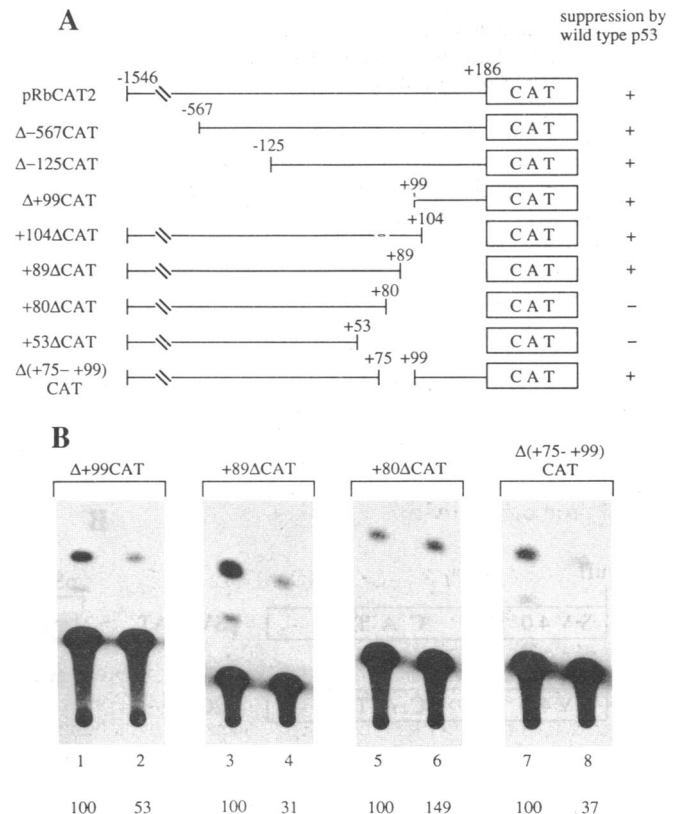 A
suppression by
wild type p53
-1546
+186
pRbCAT2
CAT
+
-567
Δ−567CAT
CAT
+
-125
Δ−125CAT
CAT
+
+99
Δ+99CAT
CAT
+
+104
+104ΔCAT
CAT
+
+89
+89ΔCAT
CAT
+
+80
+80ΔCAT
CAT
−
+53
+53ΔCAT
CAT
−
+75 +99
Δ(+75− +99)
CAT
CAT
+
B
Δ+99CAT
+89ΔCAT
+80ΔCAT
Δ(+75- +99)
CAT
1 2 3 4 5 6 7 8
100 53 100 31 100 149 100 37